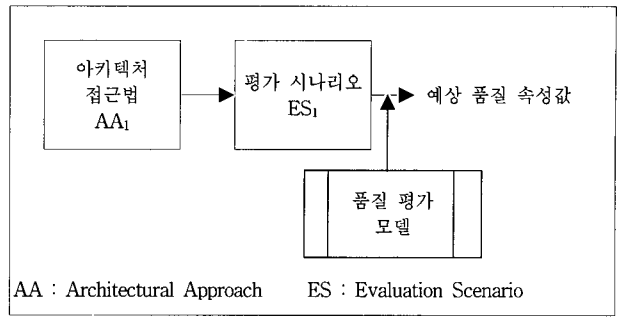 아키텍처
접근법
AA₁
평가 시나리오
ES₁
예상 품질 속성값
품질 평가
모델
AA : Architectural Approach ES : Evaluation Scenario